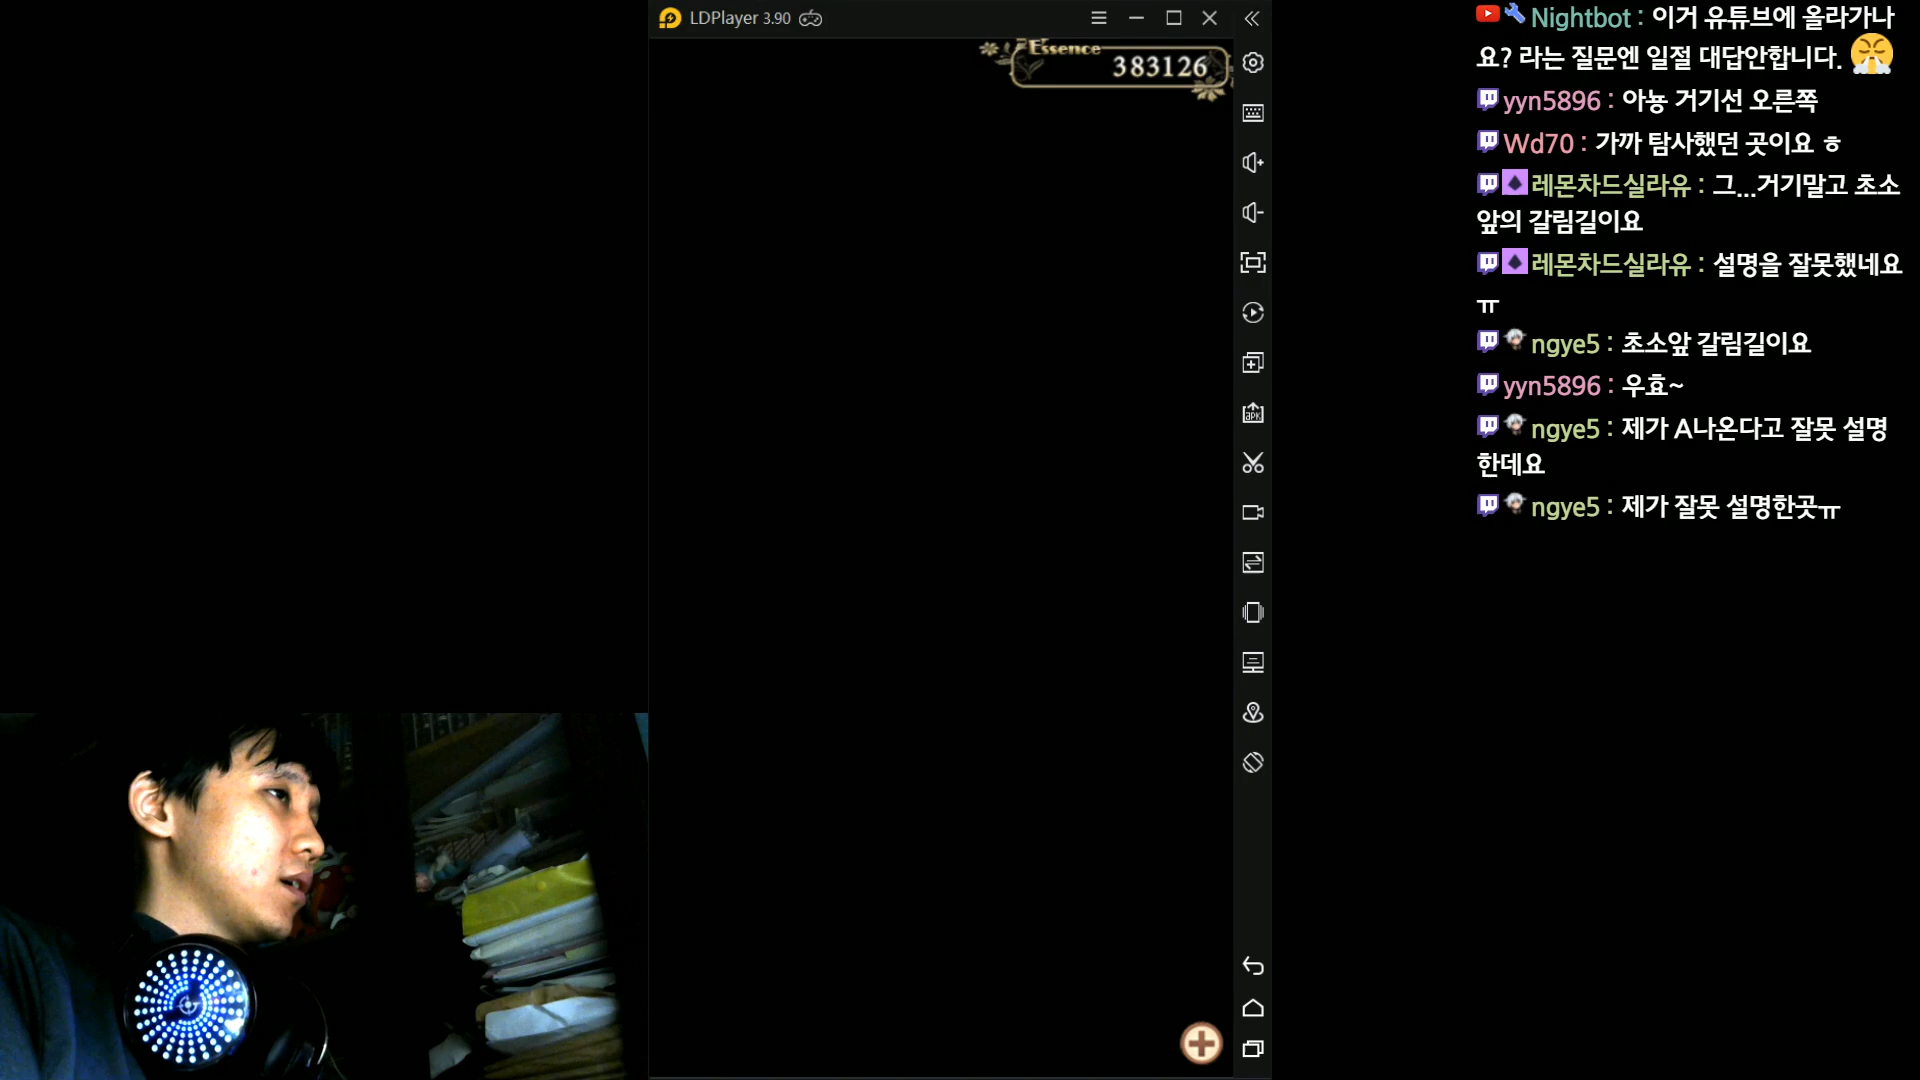 LDPlayer 3.90
Essence
383126
APK
Nightbot : 이거 유튜브에 올라가나
요? 라는 질문엔 일절 대답안합니다.
yyn5896 : 아뇽 거기선 오른쪽
Wd70 : 가까 탐사했던 곳이요 ㅎ
레몬차드실라유 : 그...거기말고 초소
앞의 갈림길이요
레몬차드실라유 : 설명을 잘못했네요
ㅠ
ngye5 : 초소앞 갈림길이요
yyn5896 : 우효~
ngye5 : 제가 A나온다고 잘못 설명
한데요
ngye5 : 제가 잘못 설명한곳ㅠ